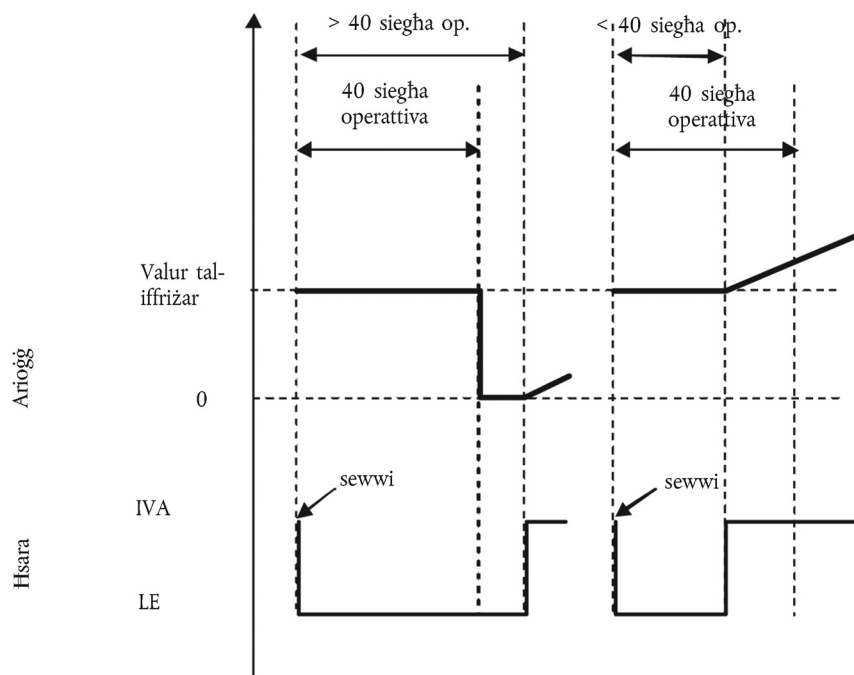 > 40 siegħa op.
< 40 siegħa op.
40 siegħa
operattiva
40 siegħa
operattiva
Valur tal-
iffriżar
Arioġġ
0
sewwi
sewwi
IVA
Ħsara
LE